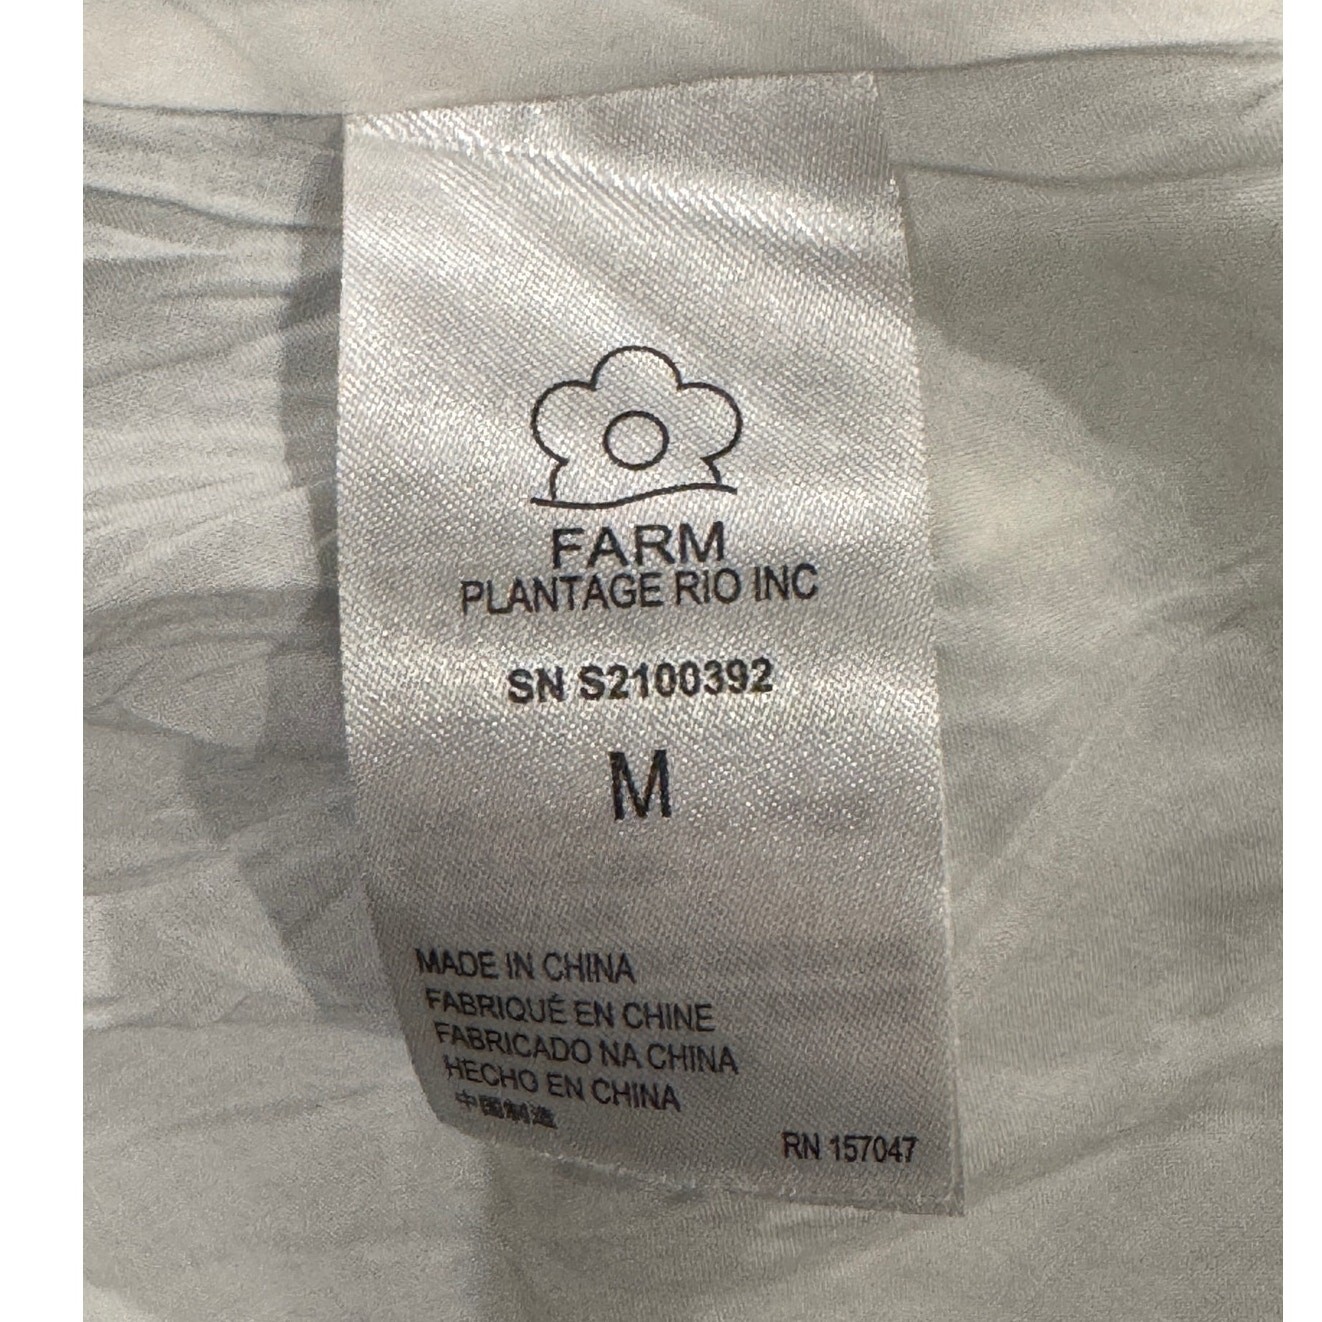 FARM
PLANTAGE RIO INC
SN S2100392
M
MADE IN CHINA
FABRIQUÉ EN CHINE
FABRICADO NA CHINA
HECHO EN CHINA
中国制造
RN 157047